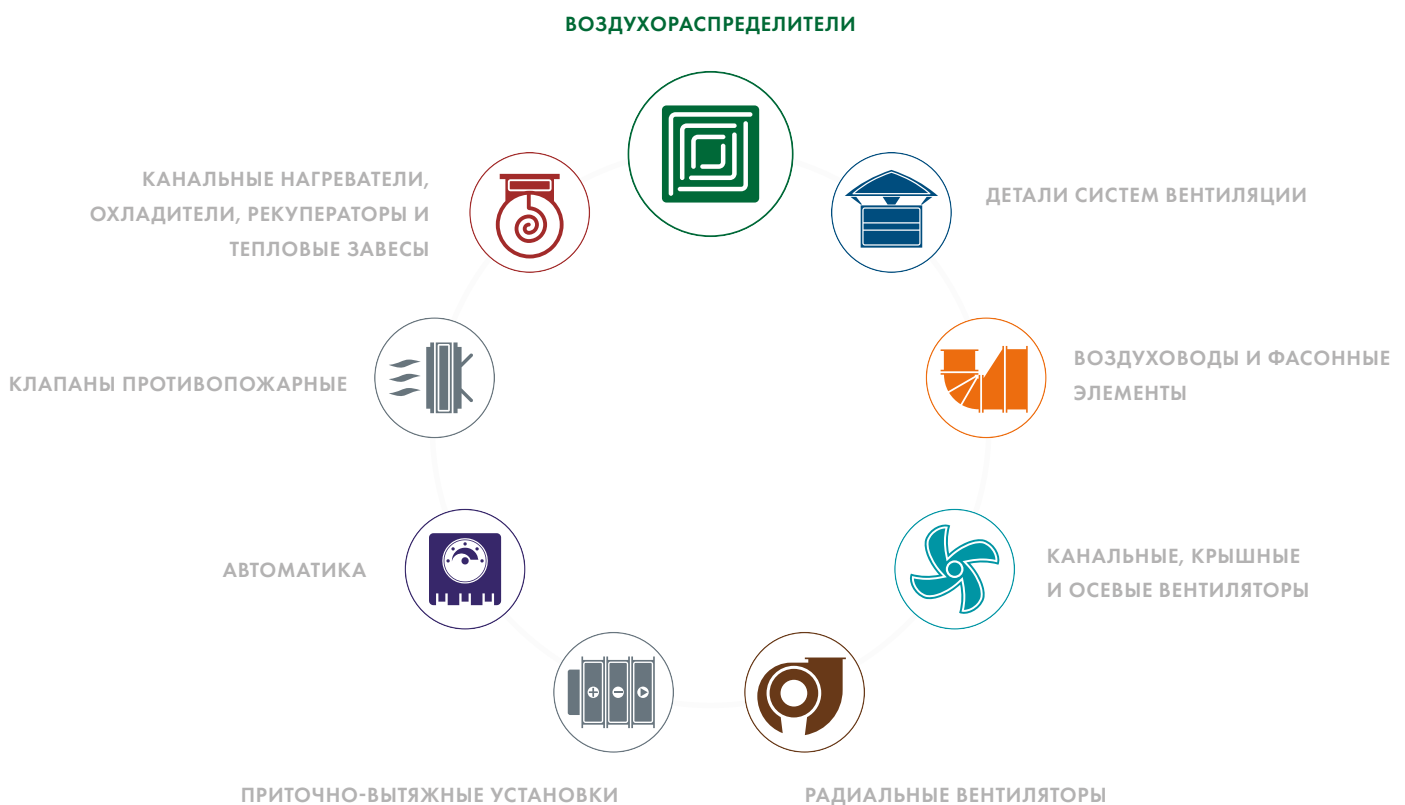 ВОЗДУХОРАСПРЕДЕЛИТЕЛИ
КАНАЛЬНЫЕ НАГРЕВАТЕЛИ,
ОХЛАДИТЕЛИ, РЕКУПЕРАТОРЫ И
ТЕПЛОВЫЕ ЗАВЕСЫ
ДЕТАЛИ СИСТЕМ ВЕНТИЛЯЦИИ
КЛАПАНЫ ПРОТИВОПОЖАРНЫЕ
ВОЗДУХОВОДЫ И ФАСОННЫЕ
ЭЛЕМЕНТЫ
АВТОМАТИКА
КАНАЛЬНЫЕ, КРЫШНЫЕ
И ОСЕВЫЕ ВЕНТИЛЯТОРЫ
ПРИТОЧНО-ВЫТЯЖНЫЕ УСТАНОВКИ
РАДИАЛЬНЫЕ ВЕНТИЛЯТОРЫ